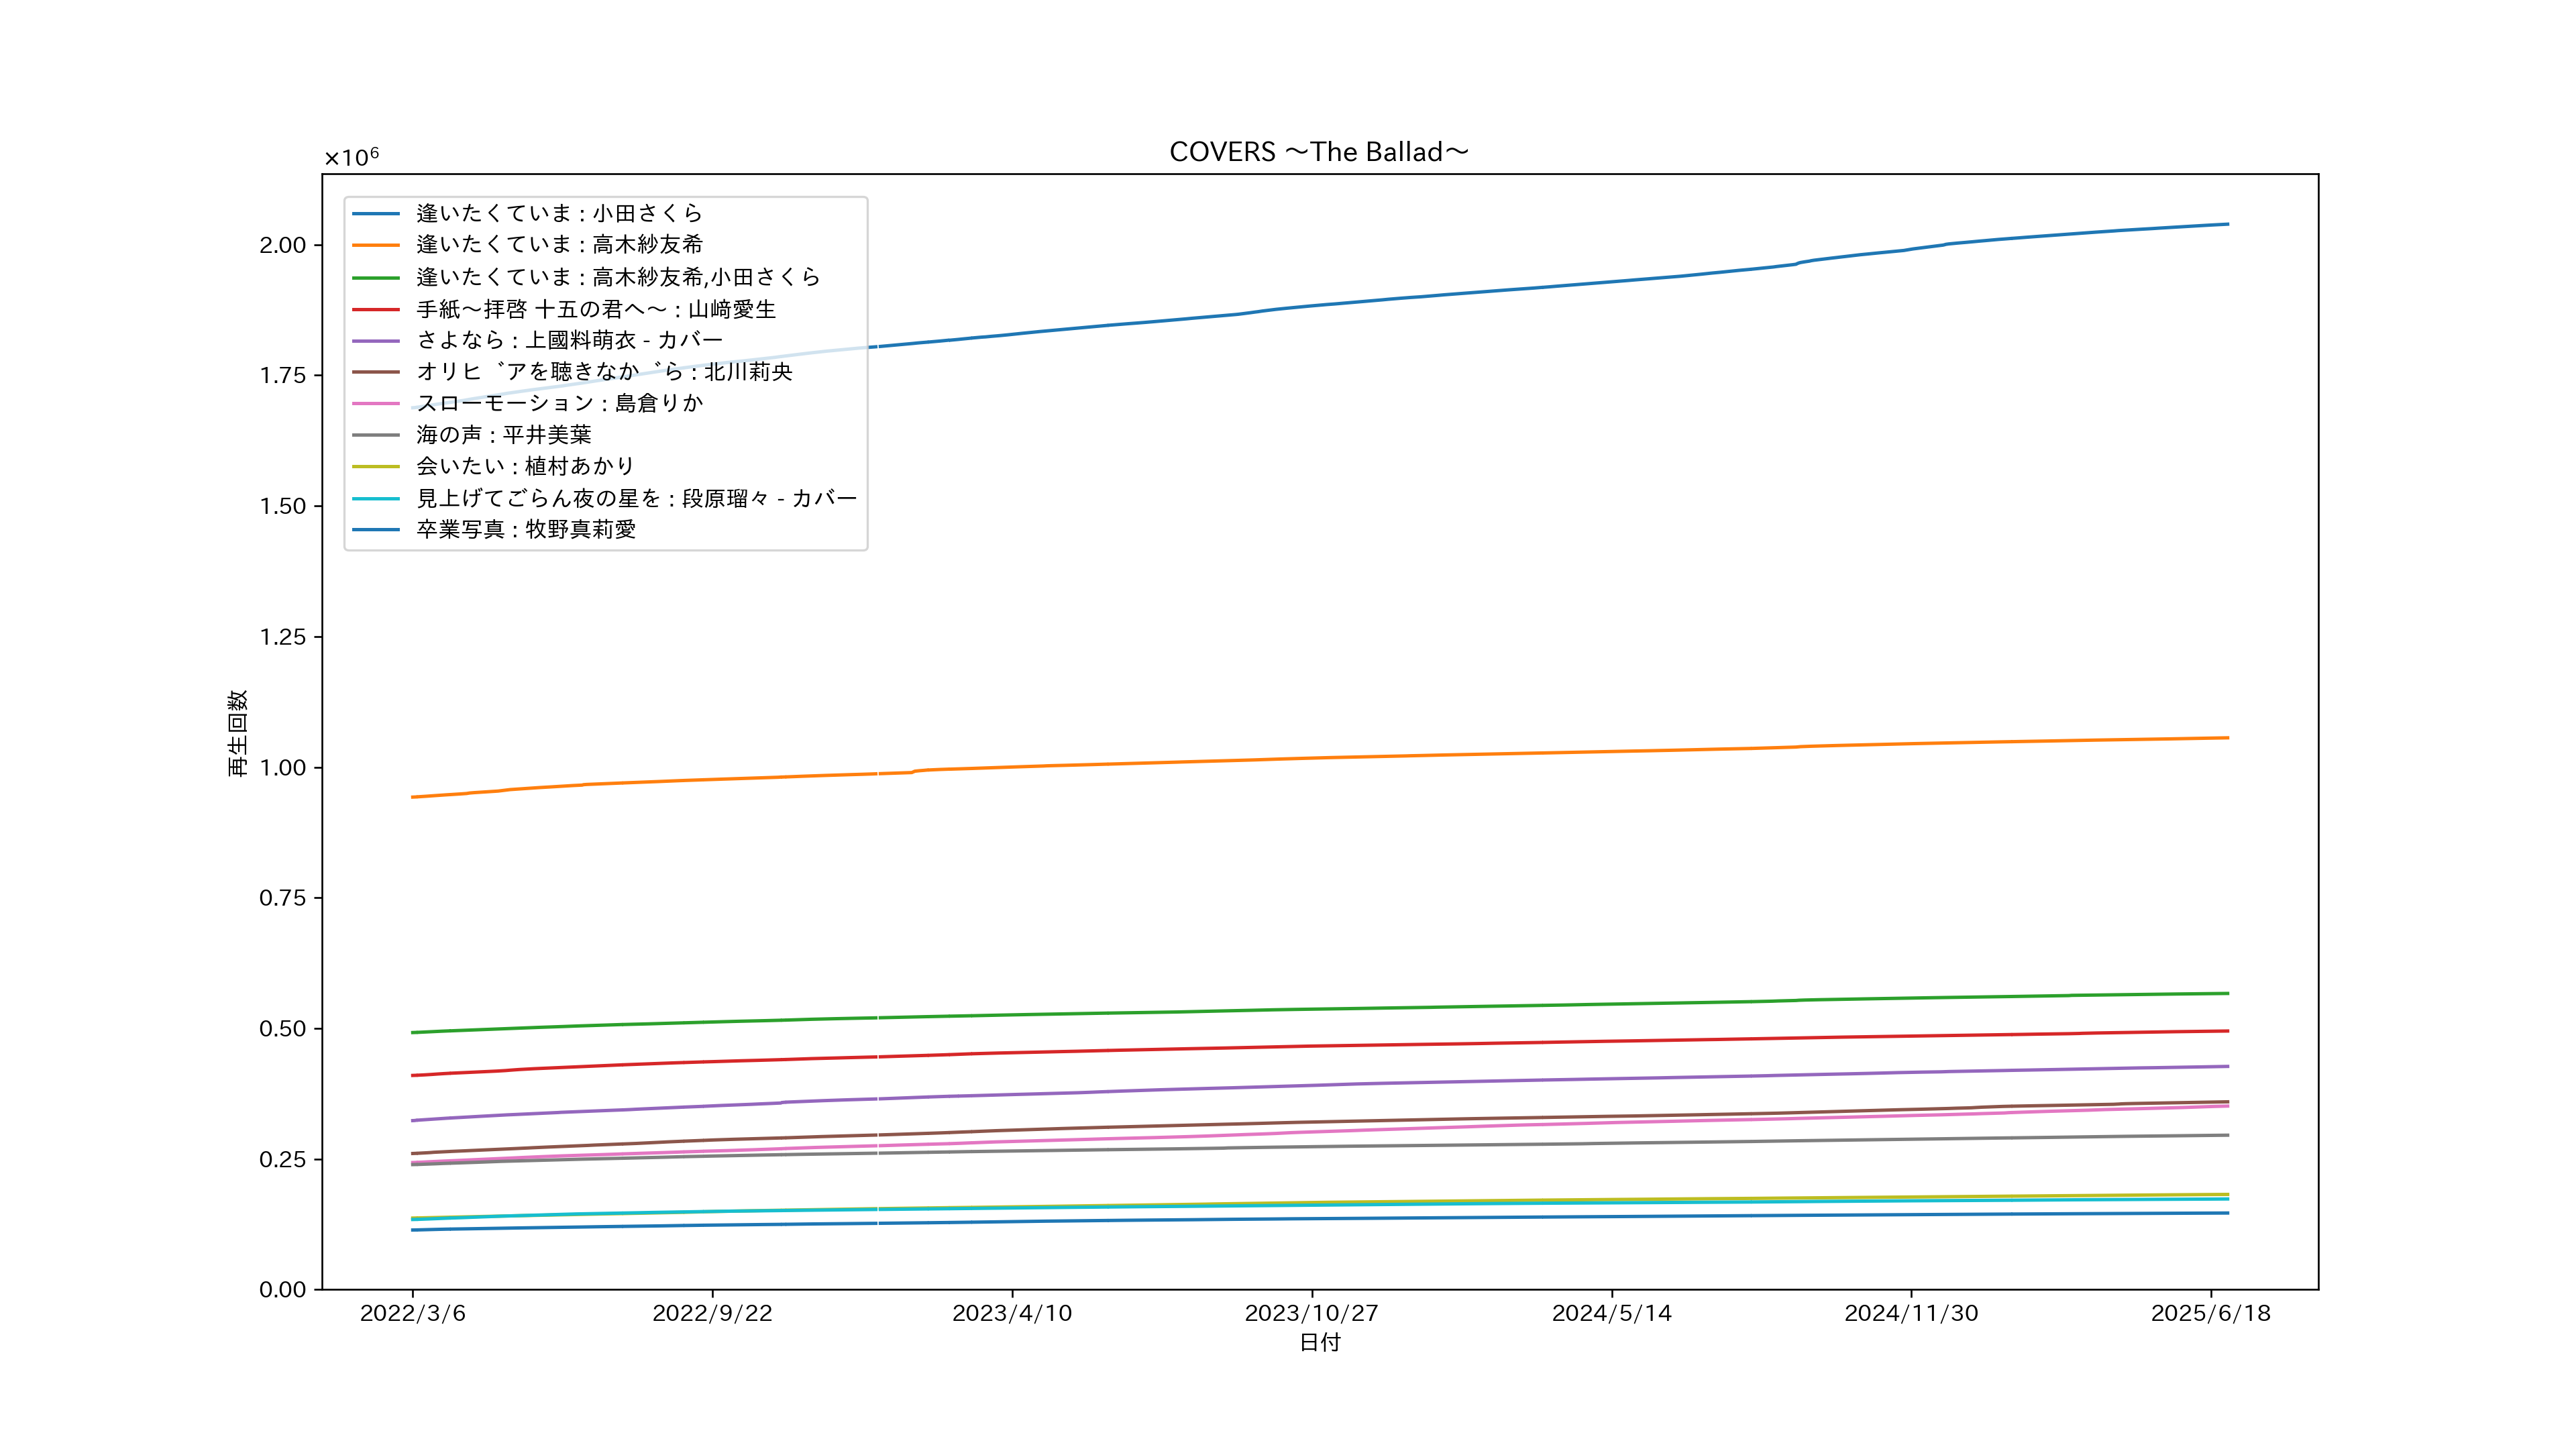 COVERS ～The Ballad～
×10⁶
逢いたくていま : 小田さくら
逢いたくていま : 高木紗友希
逢いたくていま : 高木紗友希,小田さくら
手紙～拝啓 十五の君へ～ : 山﨑愛生
さよなら : 上國料萌衣 - カバー
オリビアを聴きながら : 北川莉央
スローモーション : 島倉りか
海の声 : 平井美葉
会いたい : 植村あかり
見上げてごらん夜の星を : 段原瑠々 - カバー
卒業写真 : 牧野真莉愛
2.00
1.75
1.50
1.25
1.00
0.75
0.50
0.25
0.00
再生回数
2022/3/6
2022/9/22
2023/4/10
2023/10/27
2024/5/14
2024/11/30
2025/6/18
日付